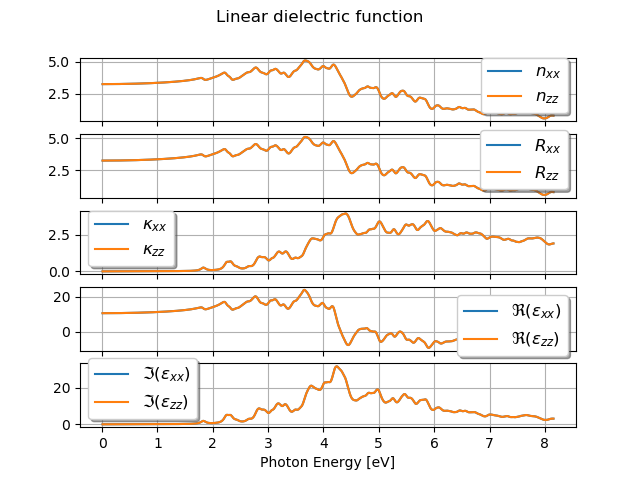 Linear dielectric function
5.0
2.5
n_xx
n_zz
5.0
2.5
R_xx
R_zz
2.5
0.0
κ_xx
κ_zz
20
0
ℜ(ε_xx)
ℜ(ε_zz)
20
0
ℑ(ε_xx)
ℑ(ε_zz)
0 1 2 3 4 5 6 7 8
Photon Energy [eV]